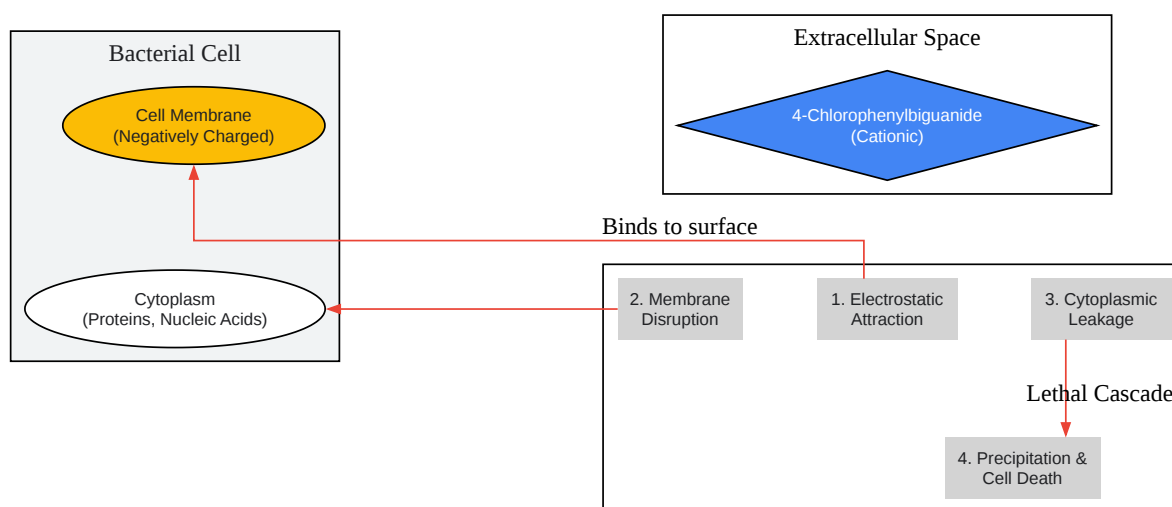 Bacterial Cell
Cell Membrane
(Negatively Charged)
Cytoplasm
(Proteins, Nucleic Acids)
Extracellular Space
4-Chlorophenylbiguanide
(Cationic)
Binds to surface
2. Membrane
Disruption
1. Electrostatic
Attraction
3. Cytoplasmic
Leakage
Lethal Cascade
4. Precipitation &
Cell Death